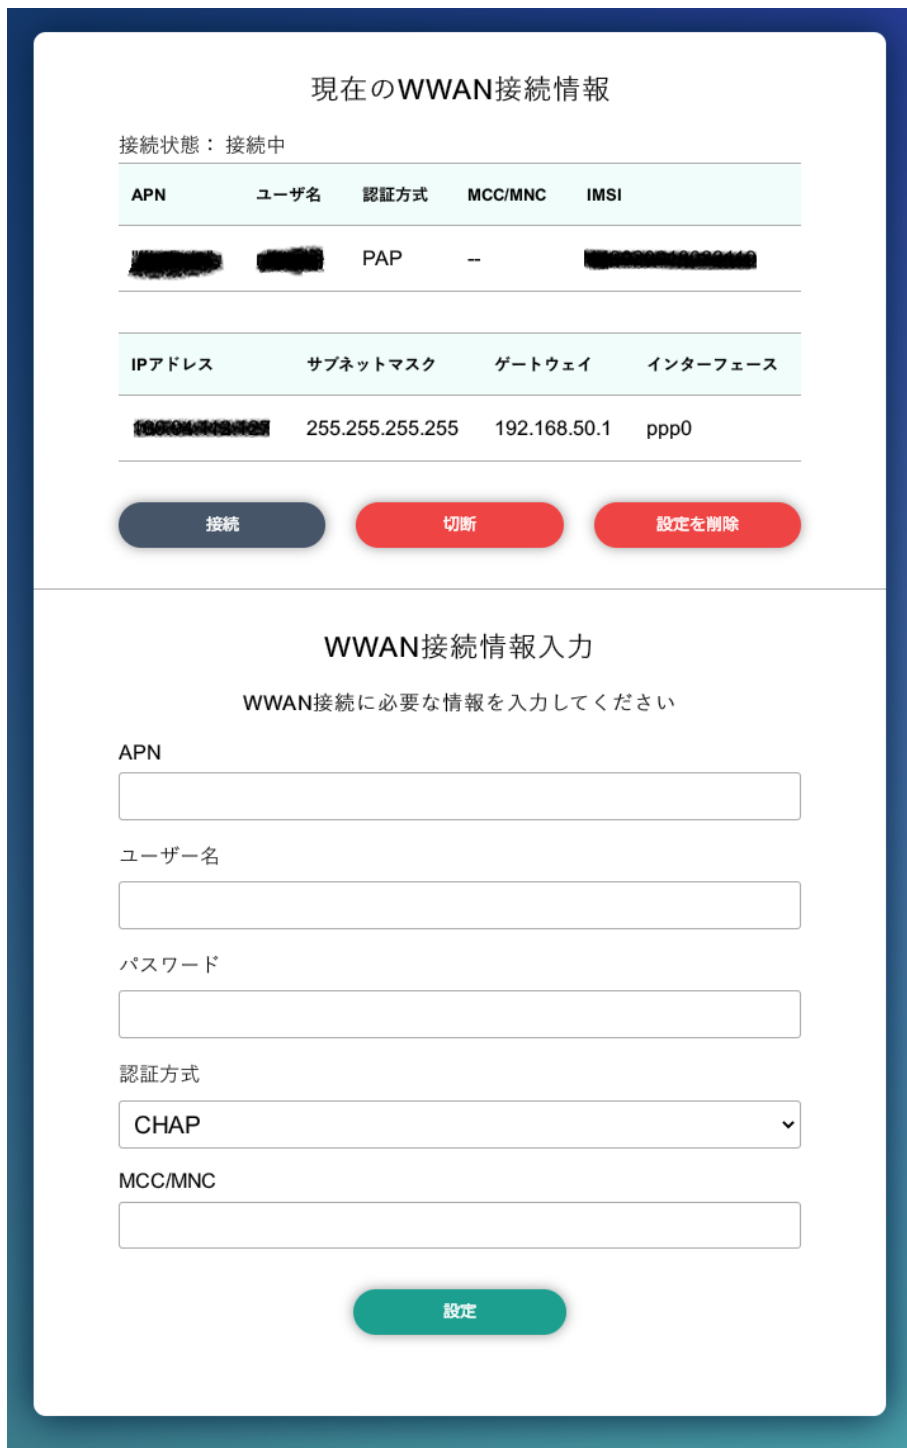 現在のWWAN接続情報
接続状態： 接続中
APN ユーザ名 認証方式 MCC/MNC IMSI
PAP --
IPアドレス サブネットマスク ゲートウェイ インターフェース
255.255.255.255 192.168.50.1 ppp0
接続 切断 設定を削除
WWAN接続情報入力
WWAN接続に必要な情報を入力してください
APN
ユーザー名
パスワード
認証方式
CHAP
MCC/MNC
設定